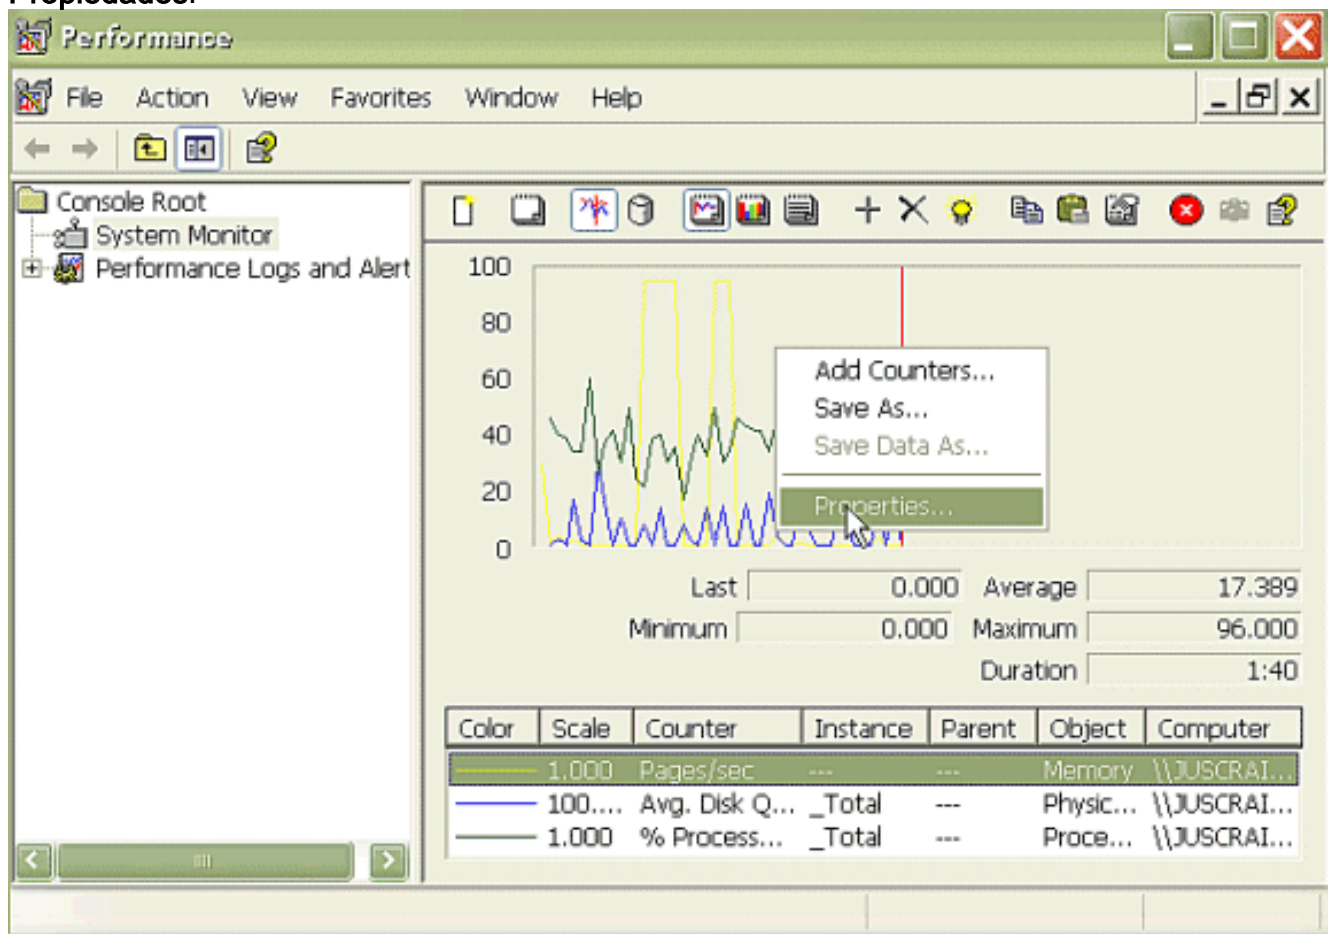 Propiedades.
Performance
File Action View Favorites Window Help
Console Root
System Monitor
Performance Logs and Alert
100
80
60
40
20
0
Add Counters...
Save As...
Save Data As...
Properties...
Last 0.000 Average 17.389
Minimum 0.000 Maximum 96.000
Duration 1:40
Color Scale Counter Instance Parent Object Computer
1.000 Pages/sec --- --- Memory \\JUSCRAI...
100.... Avg. Disk Q... _Total --- Physic... \\JUSCRAI...
1.000 % Process... _Total --- Proce... \\JUSCRAI...